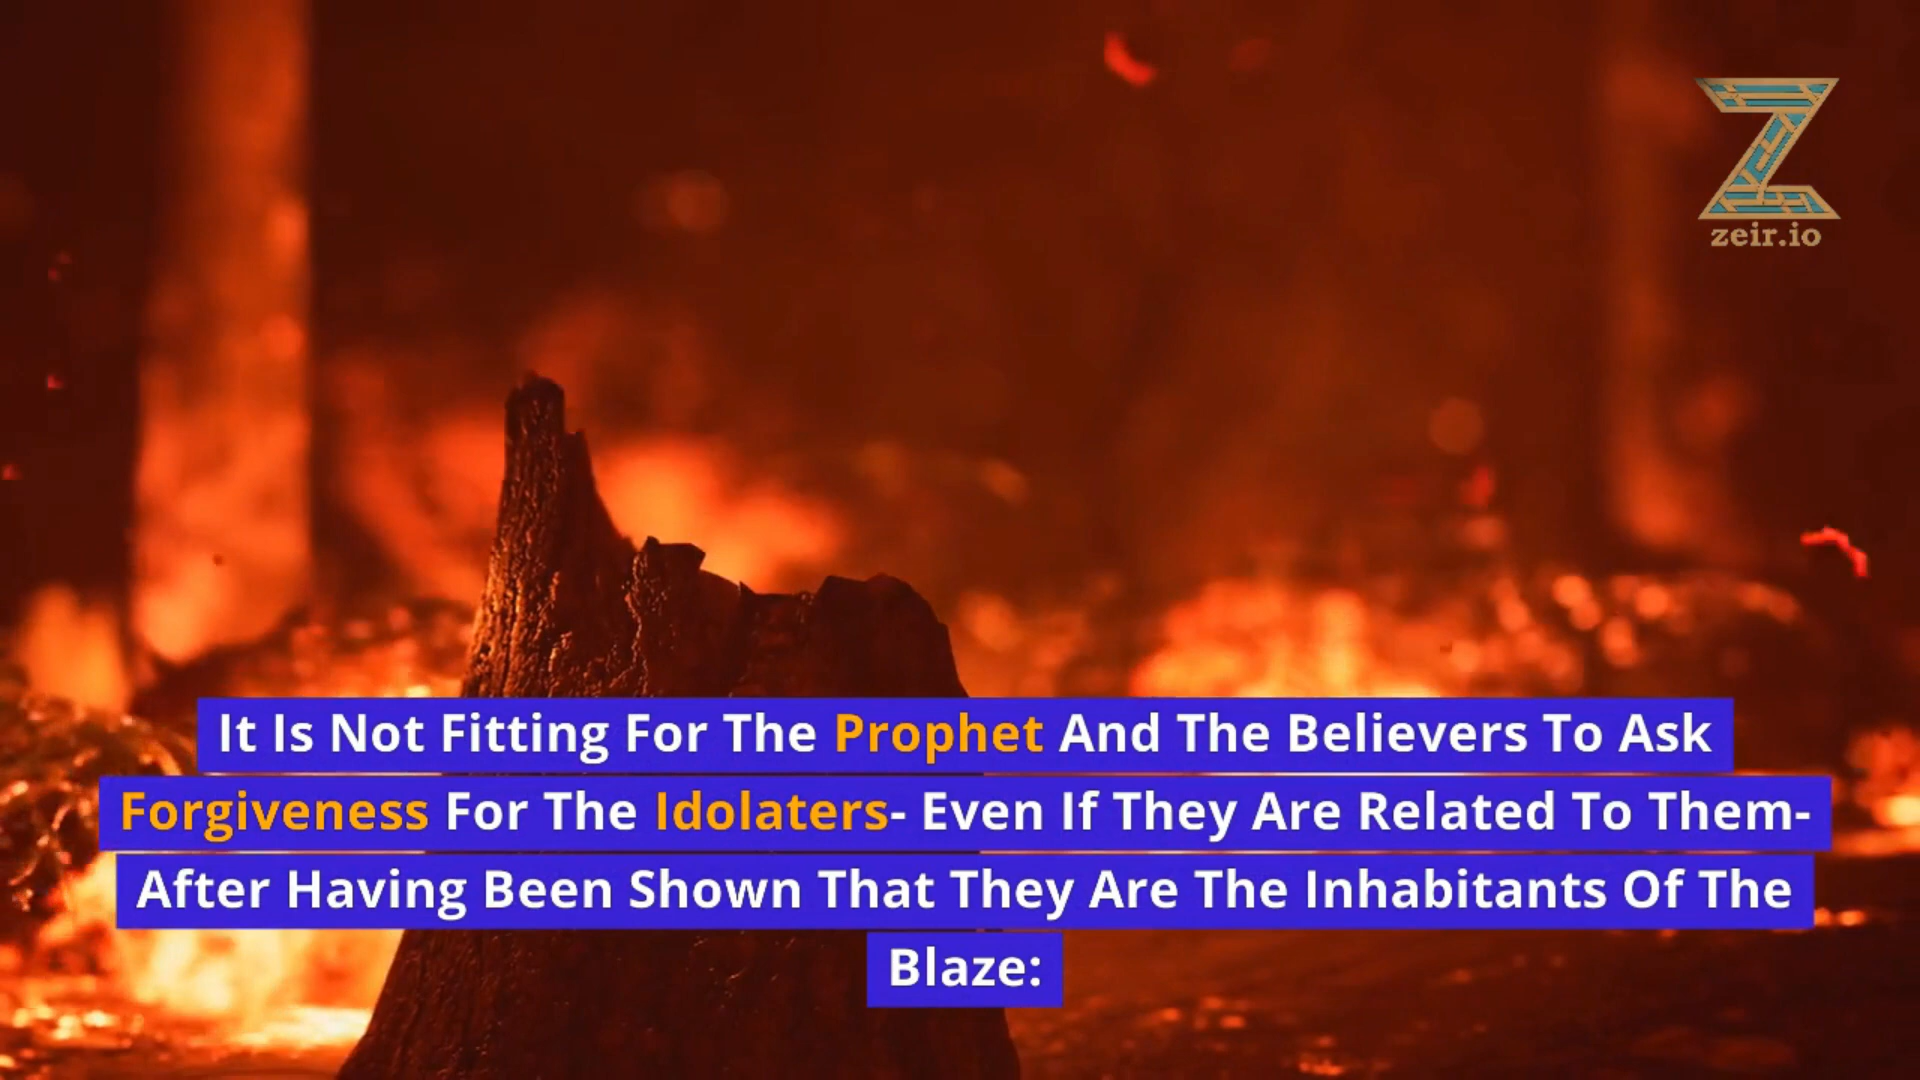 zeir.io
It Is Not Fitting For The Prophet And The Believers To Ask
Forgiveness For The Idolaters- Even If They Are Related To Them-
After Having Been Shown That They Are The Inhabitants Of The
Blaze: